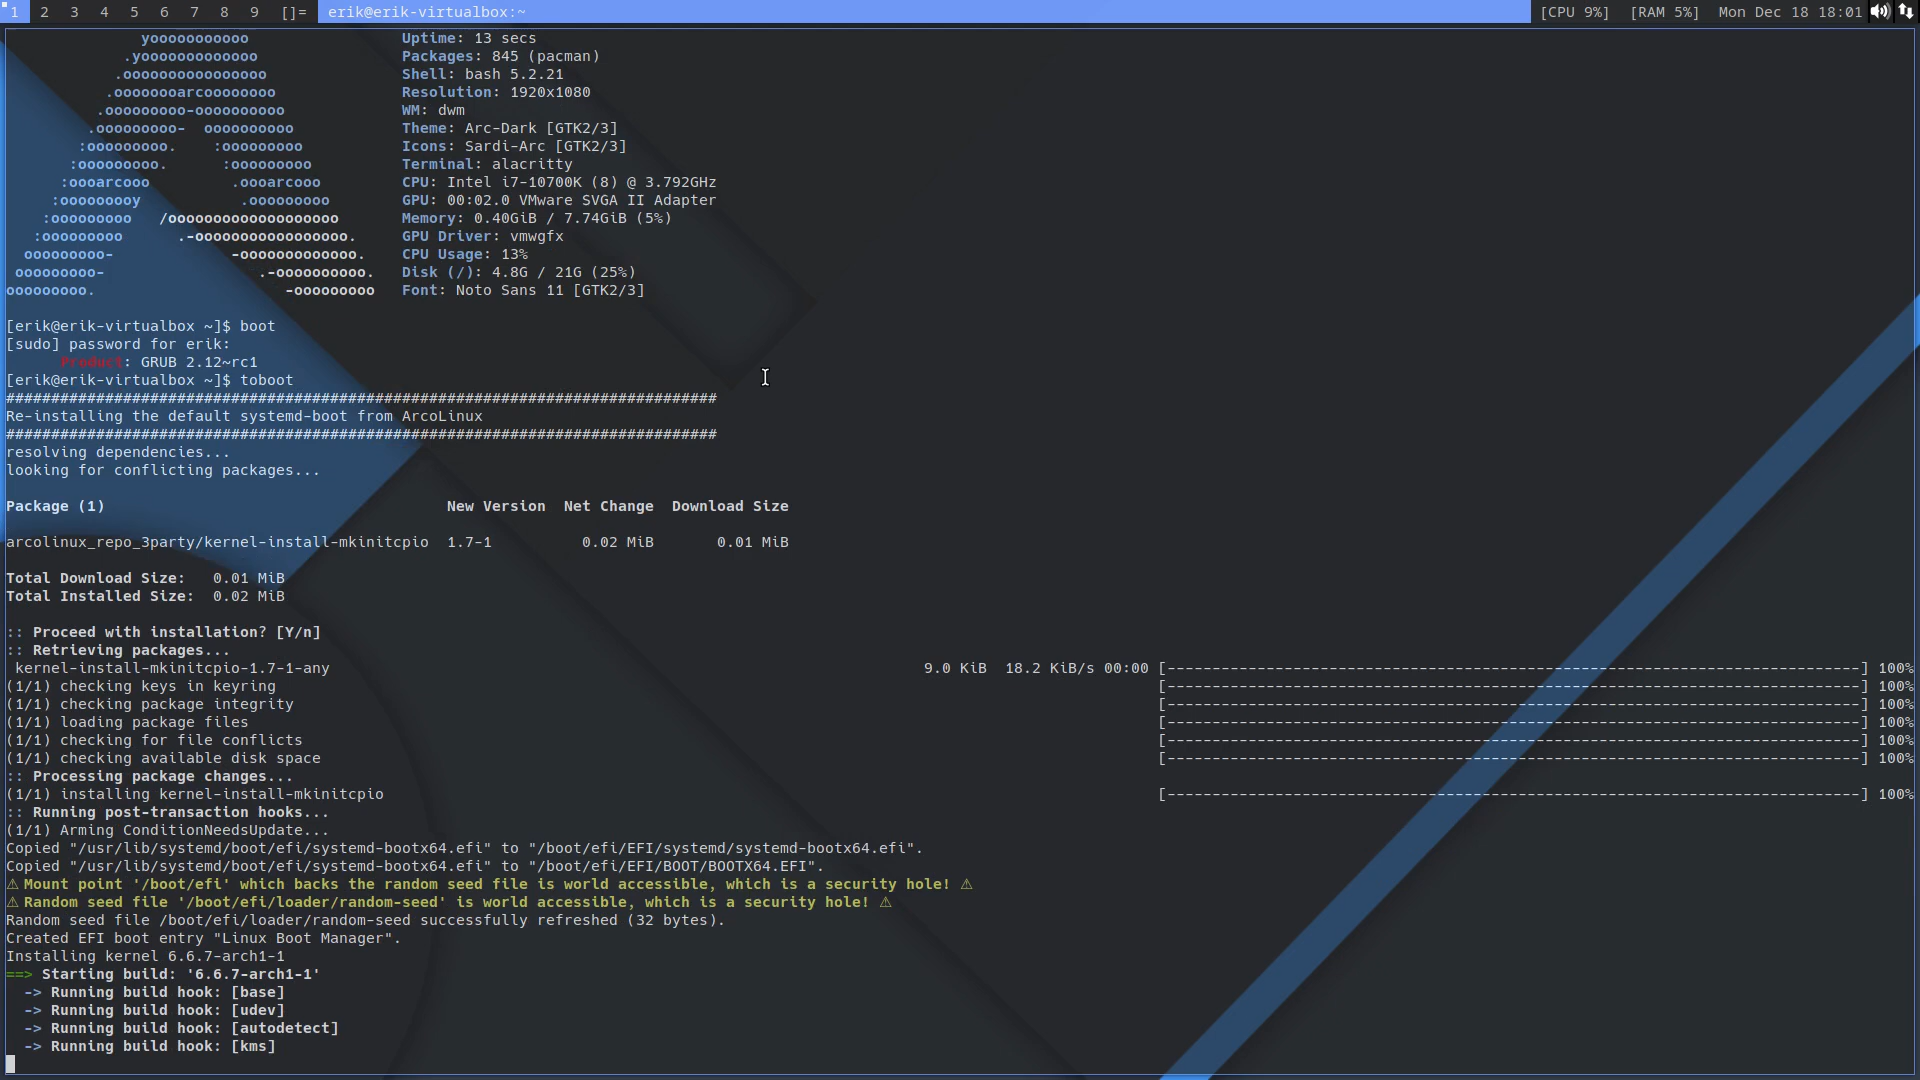 1 2 3 4 5 6 7 8 9 []= erik@erik-virtualbox:~ [CPU 9%] [RAM 5%] Mon Dec 18 18:01
yooooooooooo Uptime: 13 secs
.yooooooooooooo Packages: 845 (pacman)
.oooooooooooooooo Shell: bash 5.2.21
.ooooooooarcoooooooo Resolution: 1920x1080
.ooooooooo-oooooooooo WM: dwm
.ooooooooo- oooooooooo Theme: Arc-Dark [GTK2/3]
:ooooooooo. :ooooooooo Icons: Sardi-Arc [GTK2/3]
:ooooooooo. :ooooooooo Terminal: alacritty
:oooarcooo .oooarcooo CPU: Intel i7-10700K (8) @ 3.792GHz
:ooooooooy .ooooooooo GPU: 00:02.0 VMware SVGA II Adapter
:ooooooooo /ooooooooooooooooooo Memory: 0.40GiB / 7.74GiB (5%)
:ooooooooo .-ooooooooooooooooo. GPU Driver: vmwgfx
ooooooooo- -ooooooooooooo. CPU Usage: 13%
ooooooooo- .-oooooooooo. Disk (/): 4.8G / 21G (25%)
ooooooooo. -ooooooooo Font: Noto Sans 11 [GTK2/3]
[erik@erik-virtualbox ~]$ boot
[sudo] password for erik:
Product: GRUB 2.12~rc1
[erik@erik-virtualbox ~]$ toboot
###############################################################################
Re-installing the default systemd-boot from ArcoLinux
###############################################################################
resolving dependencies...
looking for conflicting packages...
Package (1) New Version Net Change Download Size
arcolinux_repo_3party/kernel-install-mkinitcpio 1.7-1 0.02 MiB 0.01 MiB
Total Download Size: 0.01 MiB
Total Installed Size: 0.02 MiB
:: Proceed with installation? [Y/n]
:: Retrieving packages...
kernel-install-mkinitcpio-1.7-1-any 9.0 KiB 18.2 KiB/s 00:00 [-----------------------------------------------------------------------------] 100%
(1/1) checking keys in keyring [-----------------------------------------------------------------------------] 100%
(1/1) checking package integrity [-----------------------------------------------------------------------------] 100%
(1/1) loading package files [-----------------------------------------------------------------------------] 100%
(1/1) checking for file conflicts [-----------------------------------------------------------------------------] 100%
(1/1) checking available disk space [-----------------------------------------------------------------------------] 100%
:: Processing package changes...
(1/1) installing kernel-install-mkinitcpio [-----------------------------------------------------------------------------] 100%
:: Running post-transaction hooks...
(1/1) Arming ConditionNeedsUpdate...
Copied "/usr/lib/systemd/boot/efi/systemd-bootx64.efi" to "/boot/efi/EFI/systemd/systemd-bootx64.efi".
Copied "/usr/lib/systemd/boot/efi/systemd-bootx64.efi" to "/boot/efi/EFI/BOOT/BOOTX64.EFI".
⚠ Mount point '/boot/efi' which backs the random seed file is world accessible, which is a security hole! ⚠
⚠ Random seed file '/boot/efi/loader/random-seed' is world accessible, which is a security hole! ⚠
Random seed file /boot/efi/loader/random-seed successfully refreshed (32 bytes).
Created EFI boot entry "Linux Boot Manager".
Installing kernel 6.6.7-arch1-1
==> Starting build: '6.6.7-arch1-1'
-> Running build hook: [base]
-> Running build hook: [udev]
-> Running build hook: [autodetect]
-> Running build hook: [kms]